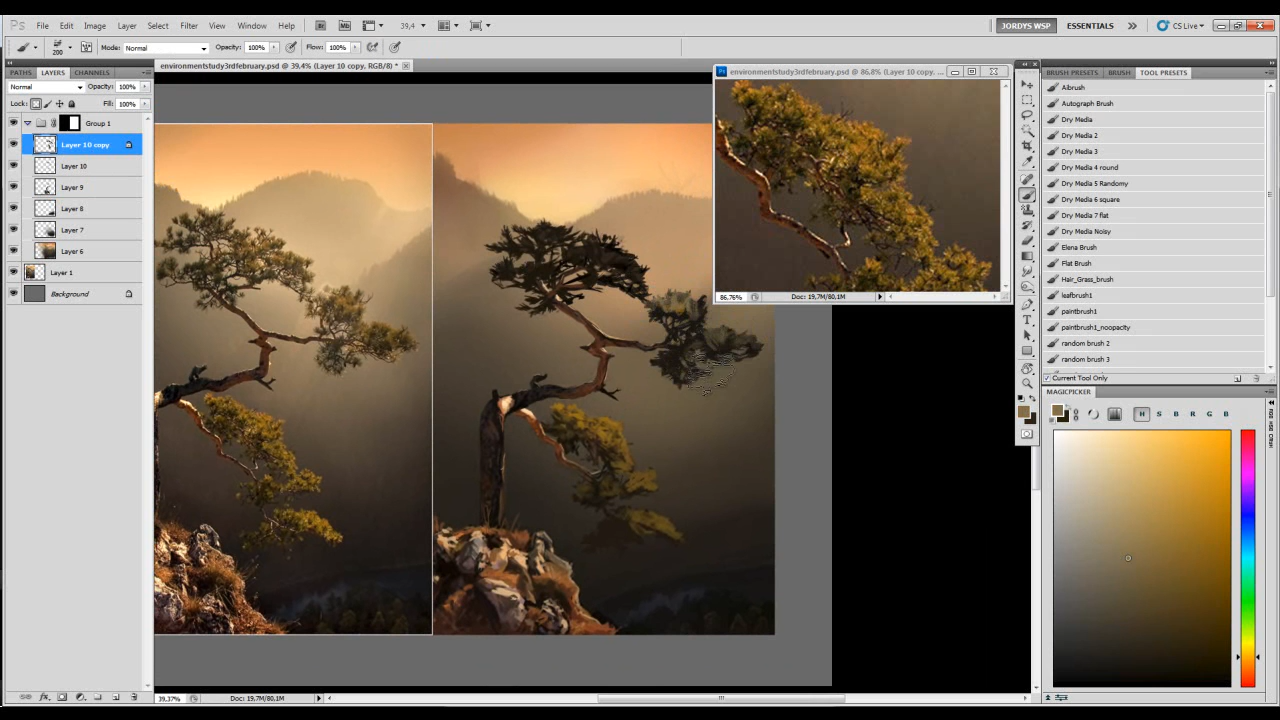 Ps File Edit Image Layer Select Filter View Window Help Br Mb 39,4 JORDYS WSP ESSENTIALS CS Live
200 Mode: Normal Opacity: 100% Flow: 100%
PATHS LAYERS CHANNELS
environmentstudy3rdfebruary.psd @ 39,4% (Layer 10 copy, RGB/8) *
environmentstudy3rdfebruary.psd @ 86,8% (Layer 10 copy, ...
BRUSH PRESETS BRUSH TOOL PRESETS
Normal Opacity: 100%
Lock: Fill: 100%
Group 1
Layer 10 copy
Layer 10
Layer 9
Layer 8
Layer 7
Layer 6
Layer 1
Background
86.76% Doc: 19,7M/80,1M
Aibrush
Autograph Brush
Dry Media
Dry Media 2
Dry Media 3
Dry Media 4 round
Dry Media 5 Randomy
Dry Media 6 square
Dry Media 7 flat
Dry Media Noisy
Elena Brush
Flat Brush
Hair_Grass_brush
leafbrush1
paintbrush1
paintbrush1_noopacity
random brush 2
random brush 3
Current Tool Only
MAGICPICKER
H S B R G B
39,37% Doc: 19,7M/80,1M